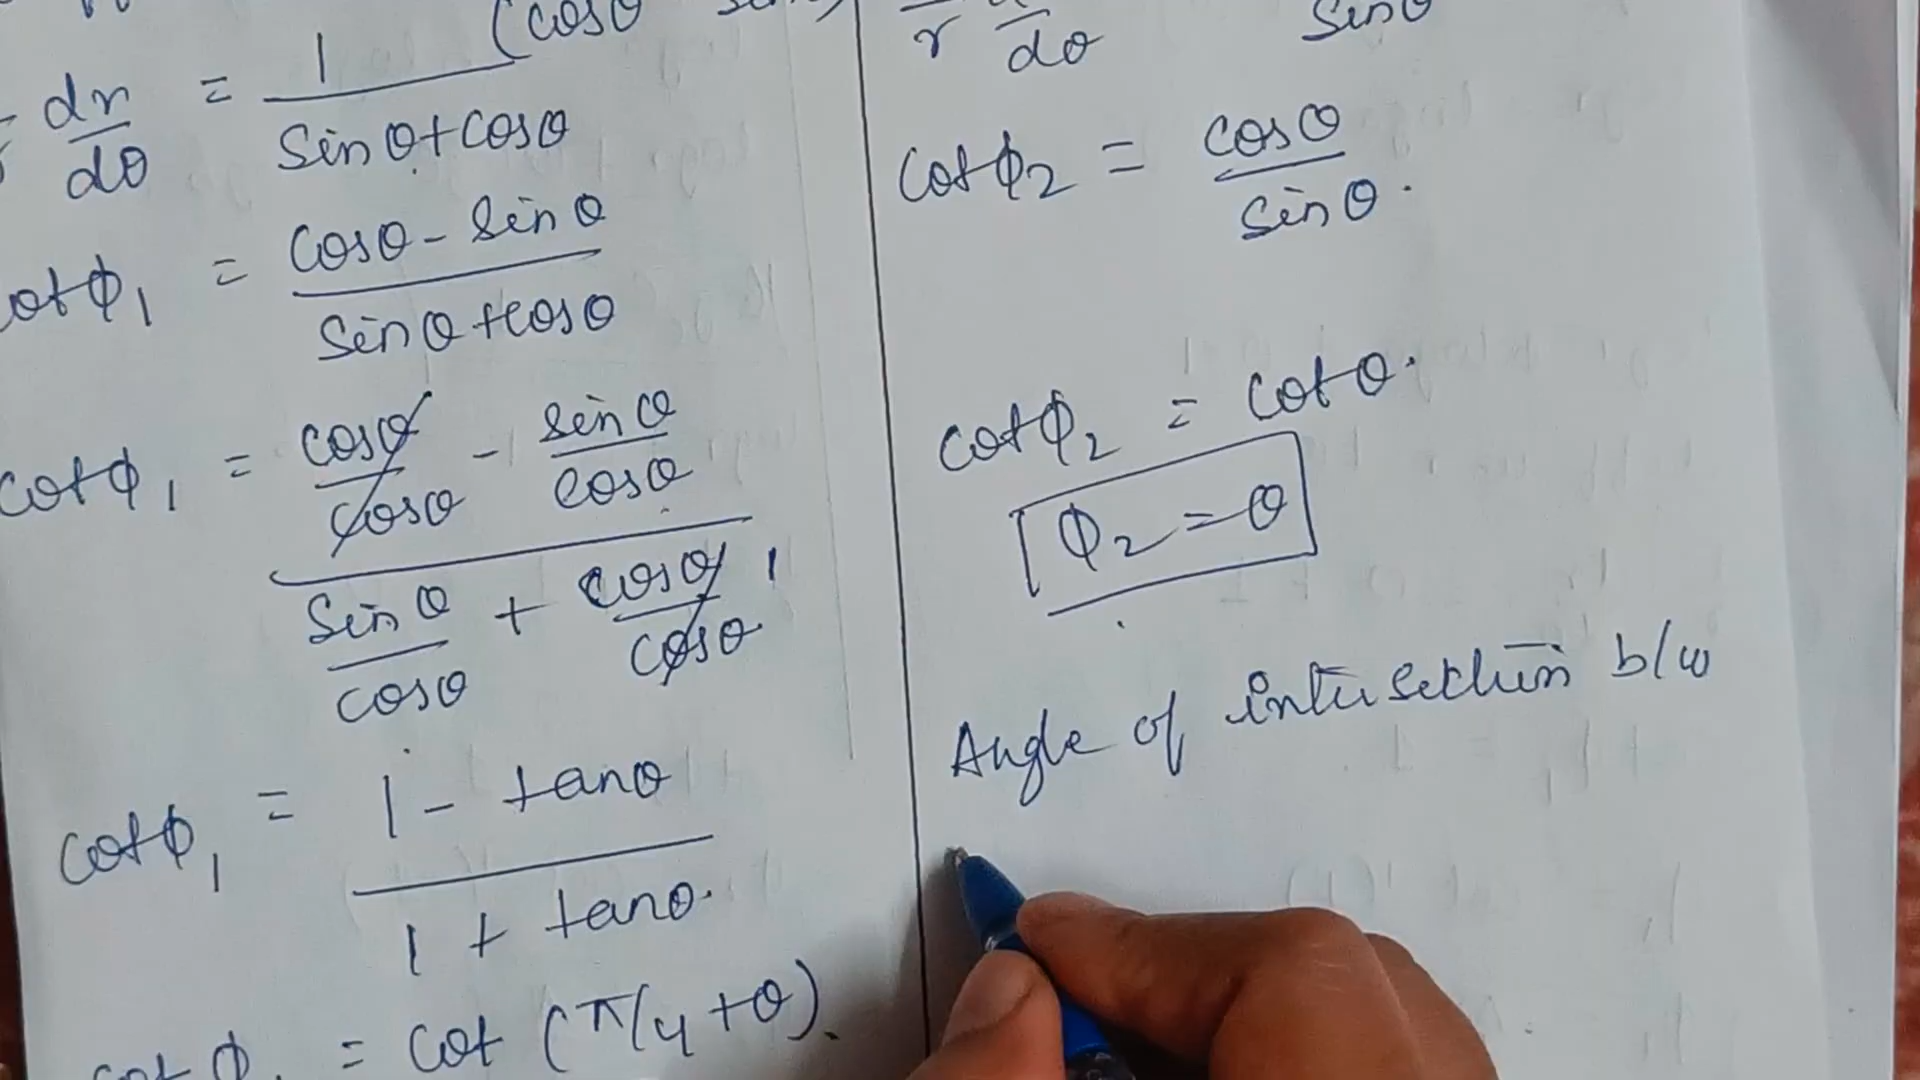 (cosθ
dr/dθ = 1/(sinθ+cosθ)
cotφ₁ = (cosθ - sinθ)/(sinθ+cosθ)
cotφ₁ = (cosθ/cosθ - sinθ/cosθ)/(sinθ/cosθ + cosθ/cosθ)
cotφ₁ = (1 - tanθ)/(1 + tanθ).
cotφ₁ = cot (π/4+θ).
r dθ sinθ
cotφ₂ = cosθ/sinθ.
cotφ₂ = cotθ.
φ₂ = θ
Angle of intersection b/w